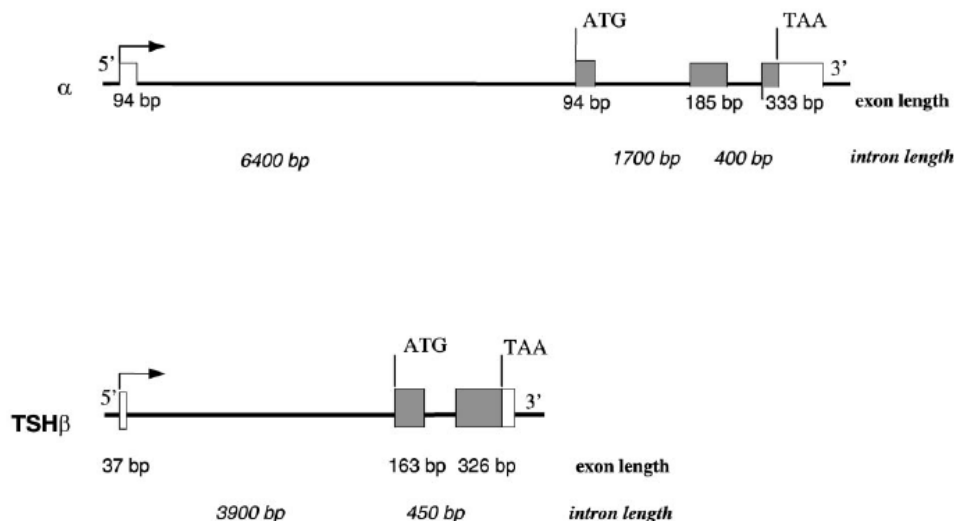 ATG TAA
5' 3'
α
94 bp 94 bp 185 bp 333 bp exon length
6400 bp 1700 bp 400 bp intron length
ATG TAA
5' 3'
TSHβ
37 bp 163 bp 326 bp exon length
3900 bp 450 bp intron length